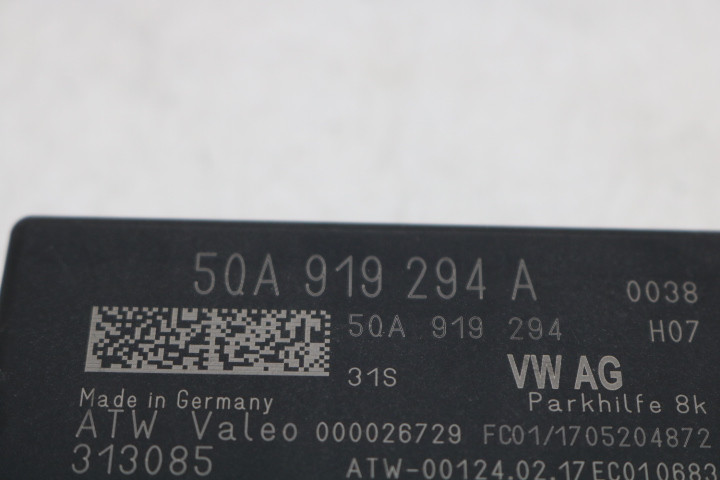 5QA 919 294 A 0038
5QA 919 294 H07
31S VW AG
Made in Germany Parkhilfe 8k
ATW Valeo 000026729 FC01/1705204872
313085 ATW-00124.02.17EC010683